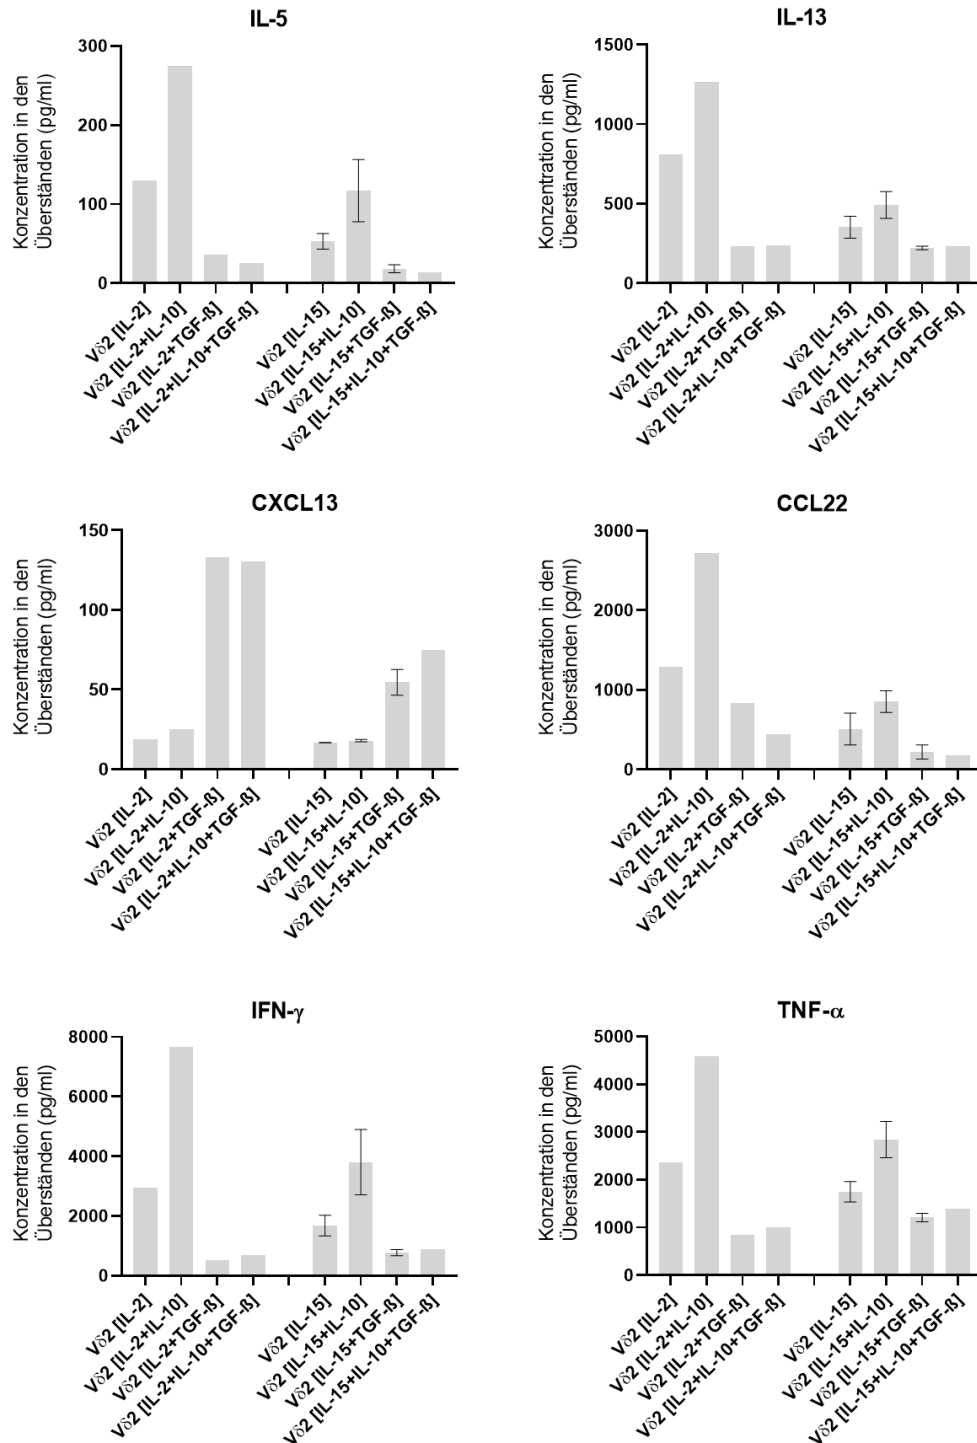 IL-5
Konzentration in den
Überständen (pg/ml)
300
200
100
0
Vδ2 [IL-2]
Vδ2 [IL-2+IL-10]
Vδ2 [IL-2+TGF-ß]
Vδ2 [IL-2+IL-10+TGF-ß]
Vδ2 [IL-15]
Vδ2 [IL-15+IL-10]
Vδ2 [IL-15+TGF-ß]
Vδ2 [IL-15+IL-10+TGF-ß]
IL-13
Konzentration in den
Überständen (pg/ml)
1500
1000
500
0
Vδ2 [IL-2]
Vδ2 [IL-2+IL-10]
Vδ2 [IL-2+TGF-ß]
Vδ2 [IL-2+IL-10+TGF-ß]
Vδ2 [IL-15]
Vδ2 [IL-15+IL-10]
Vδ2 [IL-15+TGF-ß]
Vδ2 [IL-15+IL-10+TGF-ß]
CXCL13
Konzentration in den
Überständen (pg/ml)
150
100
50
0
Vδ2 [IL-2]
Vδ2 [IL-2+IL-10]
Vδ2 [IL-2+TGF-ß]
Vδ2 [IL-2+IL-10+TGF-ß]
Vδ2 [IL-15]
Vδ2 [IL-15+IL-10]
Vδ2 [IL-15+TGF-ß]
Vδ2 [IL-15+IL-10+TGF-ß]
CCL22
Konzentration in den
Überständen (pg/ml)
3000
2000
1000
0
Vδ2 [IL-2]
Vδ2 [IL-2+IL-10]
Vδ2 [IL-2+TGF-ß]
Vδ2 [IL-2+IL-10+TGF-ß]
Vδ2 [IL-15]
Vδ2 [IL-15+IL-10]
Vδ2 [IL-15+TGF-ß]
Vδ2 [IL-15+IL-10+TGF-ß]
IFN-γ
Konzentration in den
Überständen (pg/ml)
8000
6000
4000
2000
0
Vδ2 [IL-2]
Vδ2 [IL-2+IL-10]
Vδ2 [IL-2+TGF-ß]
Vδ2 [IL-2+IL-10+TGF-ß]
Vδ2 [IL-15]
Vδ2 [IL-15+IL-10]
Vδ2 [IL-15+TGF-ß]
Vδ2 [IL-15+IL-10+TGF-ß]
TNF-α
Konzentration in den
Überständen (pg/ml)
5000
4000
3000
2000
1000
0
Vδ2 [IL-2]
Vδ2 [IL-2+IL-10]
Vδ2 [IL-2+TGF-ß]
Vδ2 [IL-2+IL-10+TGF-ß]
Vδ2 [IL-15]
Vδ2 [IL-15+IL-10]
Vδ2 [IL-15+TGF-ß]
Vδ2 [IL-15+IL-10+TGF-ß]